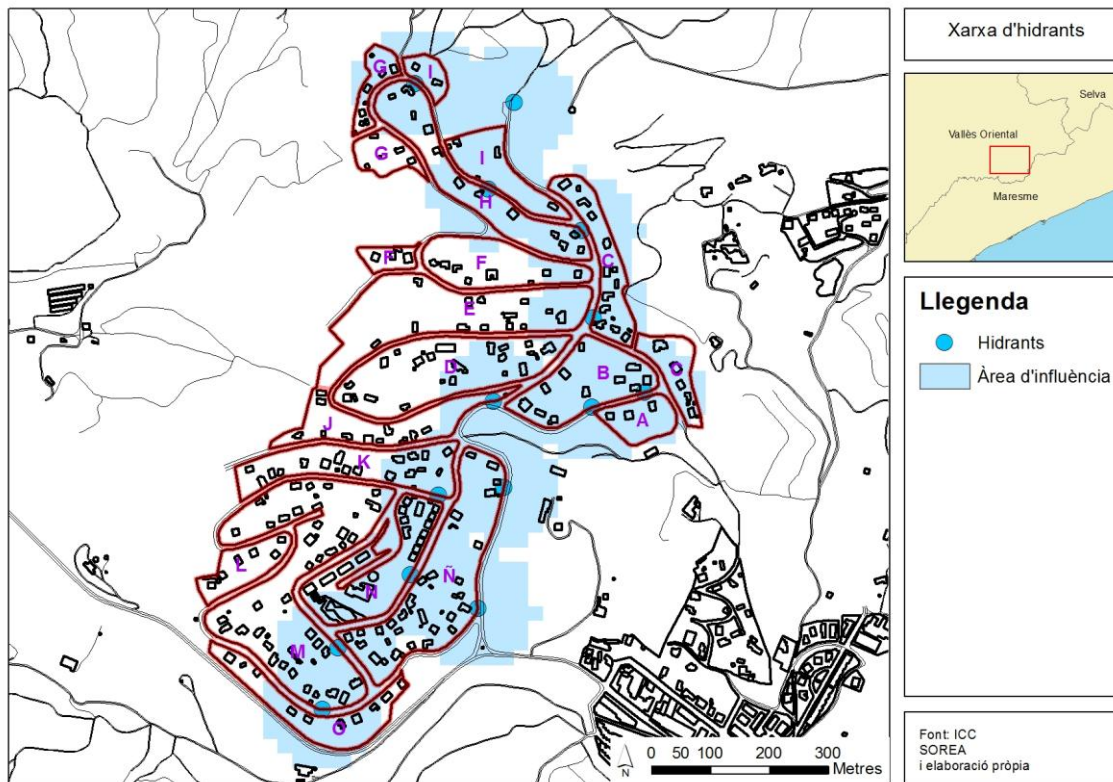 Xarxa d'hidrants
Selva
Vallès Oriental
Maresme
Llegenda
Hidrants
Àrea d'influència
Font: ICC
SOREA
i elaboració pròpia
G
I
G
I
H
C
F
F
E
D
B
C
A
J
K
L
N
Ñ
M
O
N
0 50 100 200 300
Metres